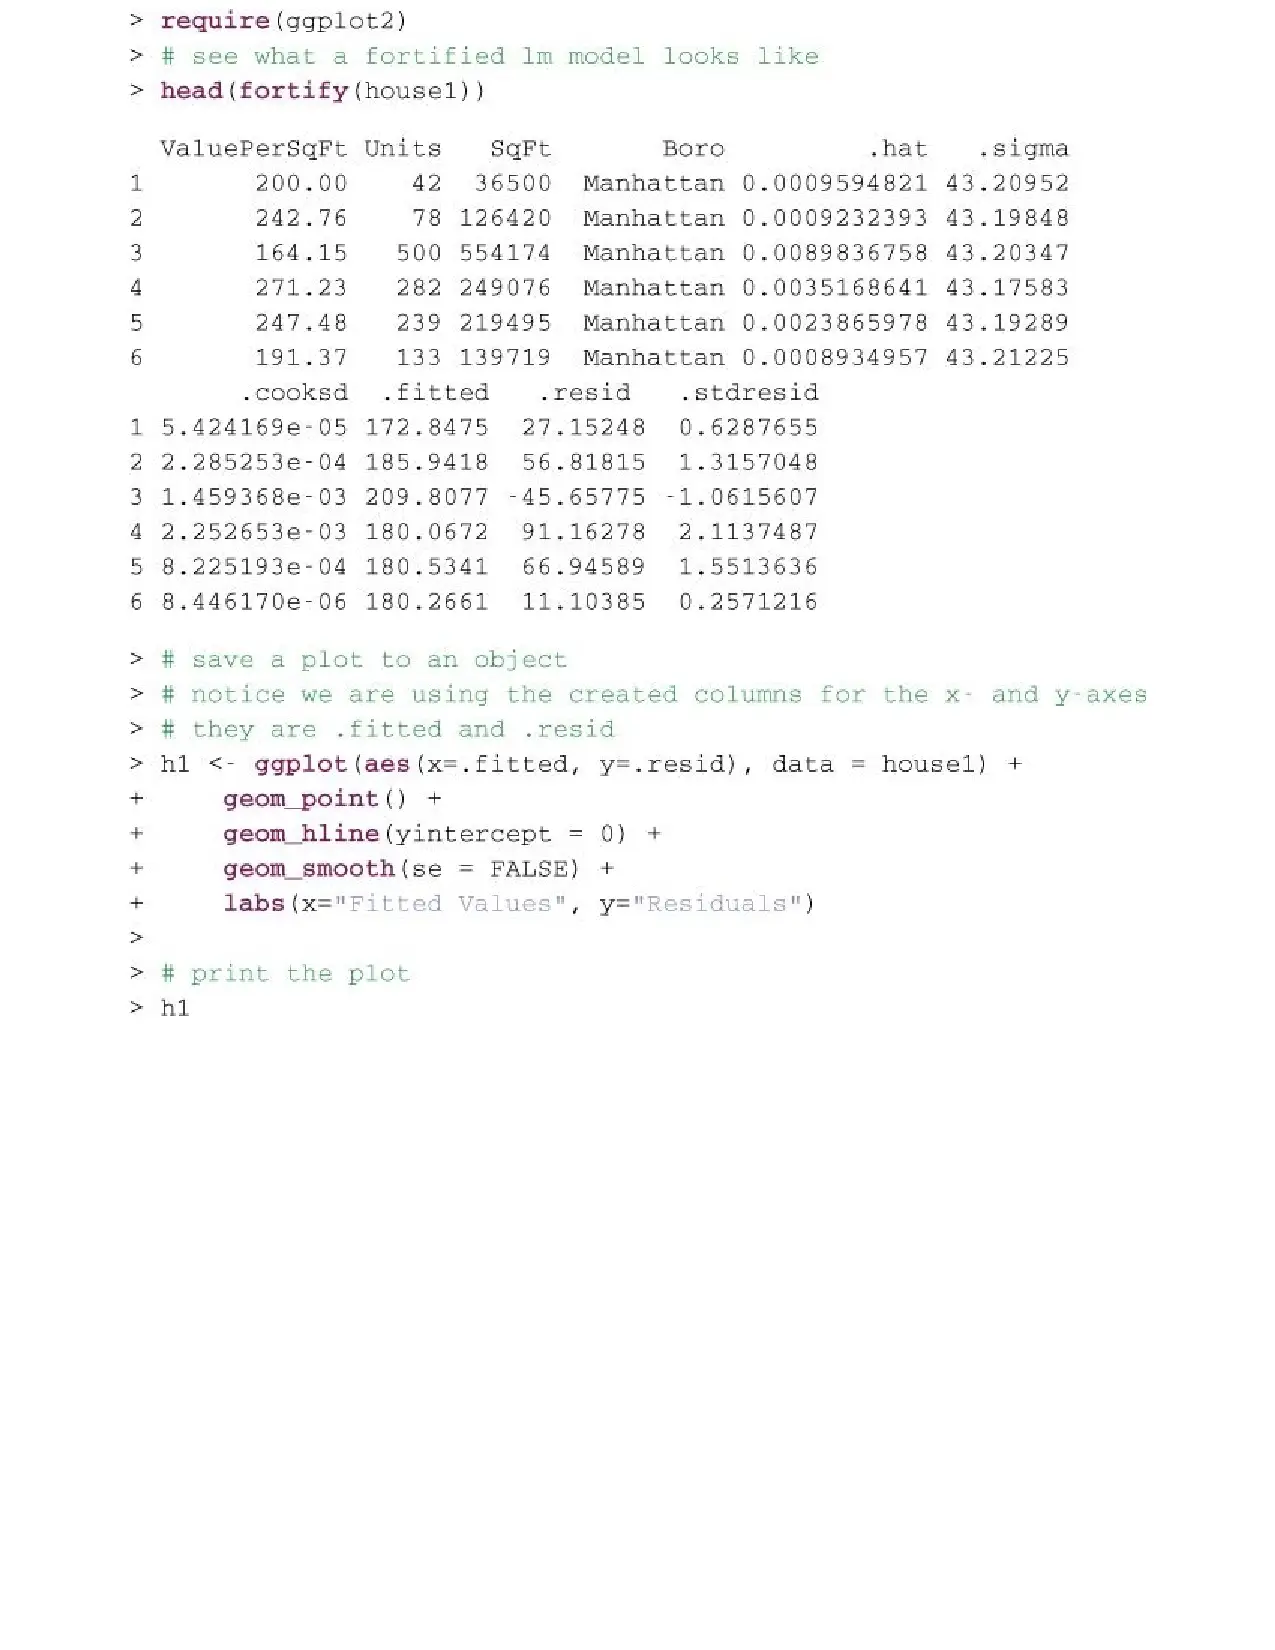 > require(ggplot2)
> # see what a fortified lm model looks like
> head(fortify(house1))
ValuePerSqFt Units SqFt Boro .hat .sigma
1 200.00 42 36500 Manhattan 0.0009594821 43.20952
2 242.76 78 126420 Manhattan 0.0009232393 43.19848
3 164.15 500 554174 Manhattan 0.0089836758 43.20347
4 271.23 282 249076 Manhattan 0.0035168641 43.17583
5 247.48 239 219495 Manhattan 0.0023865978 43.19289
6 191.37 133 139719 Manhattan 0.0008934957 43.21225
.cooksd .fitted .resid .stdresid
1 5.424169e-05 172.8475 27.15248 0.6287655
2 2.285253e-04 185.9418 56.81815 1.3157048
3 1.459368e-03 209.8077 -45.65775 -1.0615607
4 2.252653e-03 180.0672 91.16278 2.1137487
5 8.225193e-04 180.5341 66.94589 1.5513636
6 8.446170e-06 180.2661 11.10385 0.2571216
> # save a plot to an object
> # notice we are using the created columns for the x- and y-axes
> # they are .fitted and .resid
> h1 <- ggplot(aes(x=.fitted, y=.resid), data = house1) +
+ geom_point() +
+ geom_hline(yintercept = 0) +
+ geom_smooth(se = FALSE) +
+ labs(x="Fitted Values", y="Residuals")
>
> # print the plot
> h1